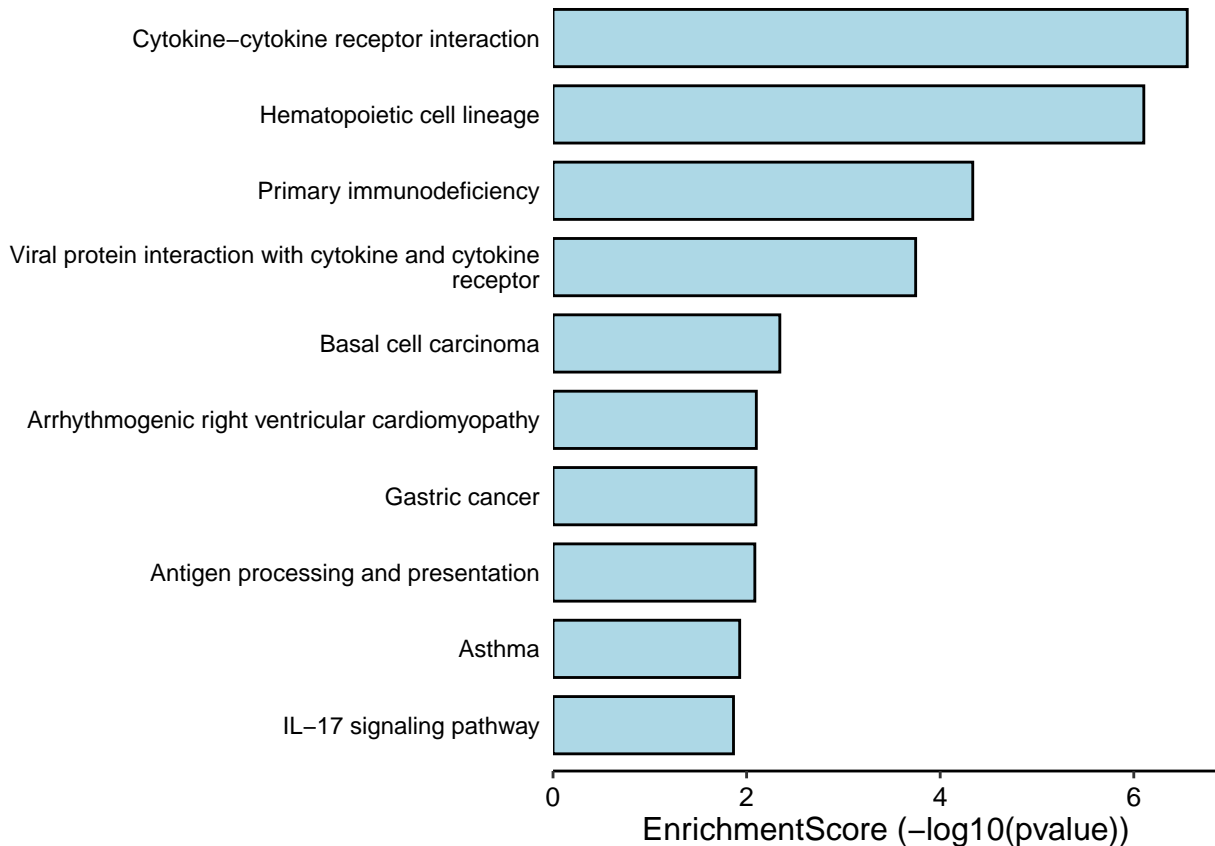 Cytokine−cytokine receptor interaction
Hematopoietic cell lineage
Primary immunodeficiency
Viral protein interaction with cytokine and cytokine
receptor
Basal cell carcinoma
Arrhythmogenic right ventricular cardiomyopathy
Gastric cancer
Antigen processing and presentation
Asthma
IL−17 signaling pathway
0 2 4 6
EnrichmentScore (−log10(pvalue))